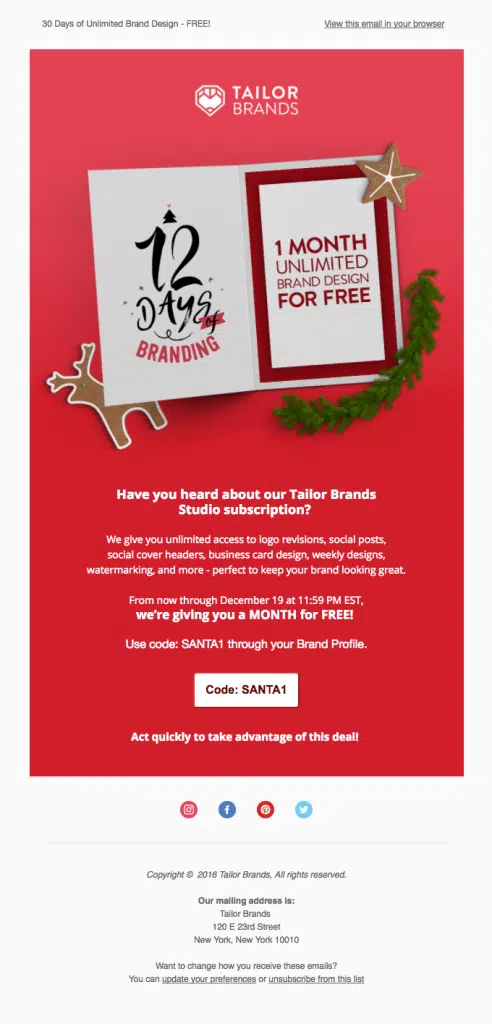 30 Days of Unlimited Brand Design - FREE!
View this email in your browser
TAILOR
BRANDS
12
DAYS of
BRANDING
1 MONTH
UNLIMITED
BRAND DESIGN
FOR FREE
Have you heard about our Tailor Brands
Studio subscription?
We give you unlimited access to logo revisions, social posts,
social cover headers, business card design, weekly designs,
watermarking, and more - perfect to keep your brand looking great.
From now through December 19 at 11:59 PM EST,
we're giving you a MONTH for FREE!
Use code: SANTA1 through your Brand Profile.
Code: SANTA1
Act quickly to take advantage of this deal!
Copyright © 2016 Tailor Brands, All rights reserved.
Our mailing address is:
Tailor Brands
120 E 23rd Street
New York, New York 10010
Want to change how you receive these emails?
You can update your preferences or unsubscribe from this list